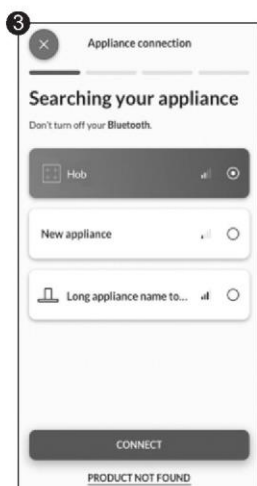 3
Appliance connection
Searching your appliance
Don't turn off your Bluetooth.
Hob
New appliance
Long appliance name to...
CONNECT
PRODUCT NOT FOUND